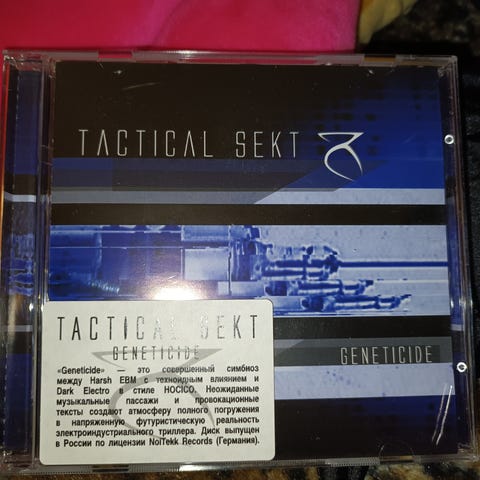 TACTICAL SEKT
GENETICIDE
TACTICAL SEKT
GENETICIDE
«Geneticide» — это совершенный симбиоз
между Harsh EBM с техноидным влиянием и
Dark Electro в стиле HOCICO. Неожиданные
музыкальные пассажи и провокационные
тексты создают атмосферу полного погружения
в напряженную футуристическую реальность
электроиндустриального триллера. Диск выпущен
в России по лицензии NoiTekk Records (Германия).